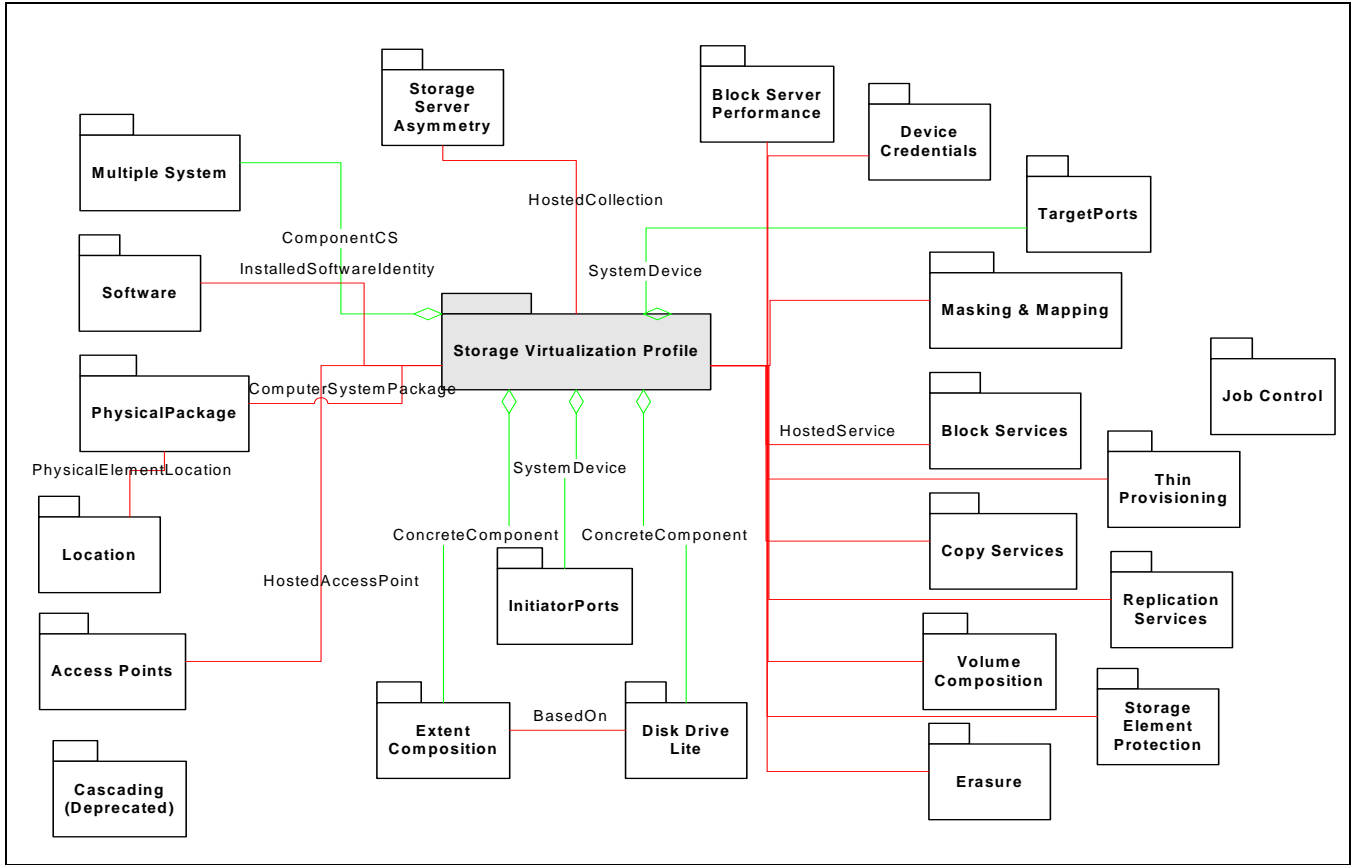 Storage
Server
Asymmetry
Block Server
Performance
Device
Credentials
Multiple System
TargetPorts
HostedCollection
ComponentCS
InstalledSoftwareIdentity
SystemDevice
Software
Masking & Mapping
Storage Virtualization Profile
ComputerSystemPackage
PhysicalPackage
Job Control
HostedService
Block Services
PhysicalElementLocation
SystemDevice
Thin
Provisioning
ConcreteComponent
ConcreteComponent
Location
Copy Services
HostedAccessPoint
InitiatorPorts
Replication
Services
Access Points
Volume
Composition
Extent
Composition
BasedOn
Disk Drive
Lite
Storage
Element
Protection
Cascading
(Deprecated)
Erasure